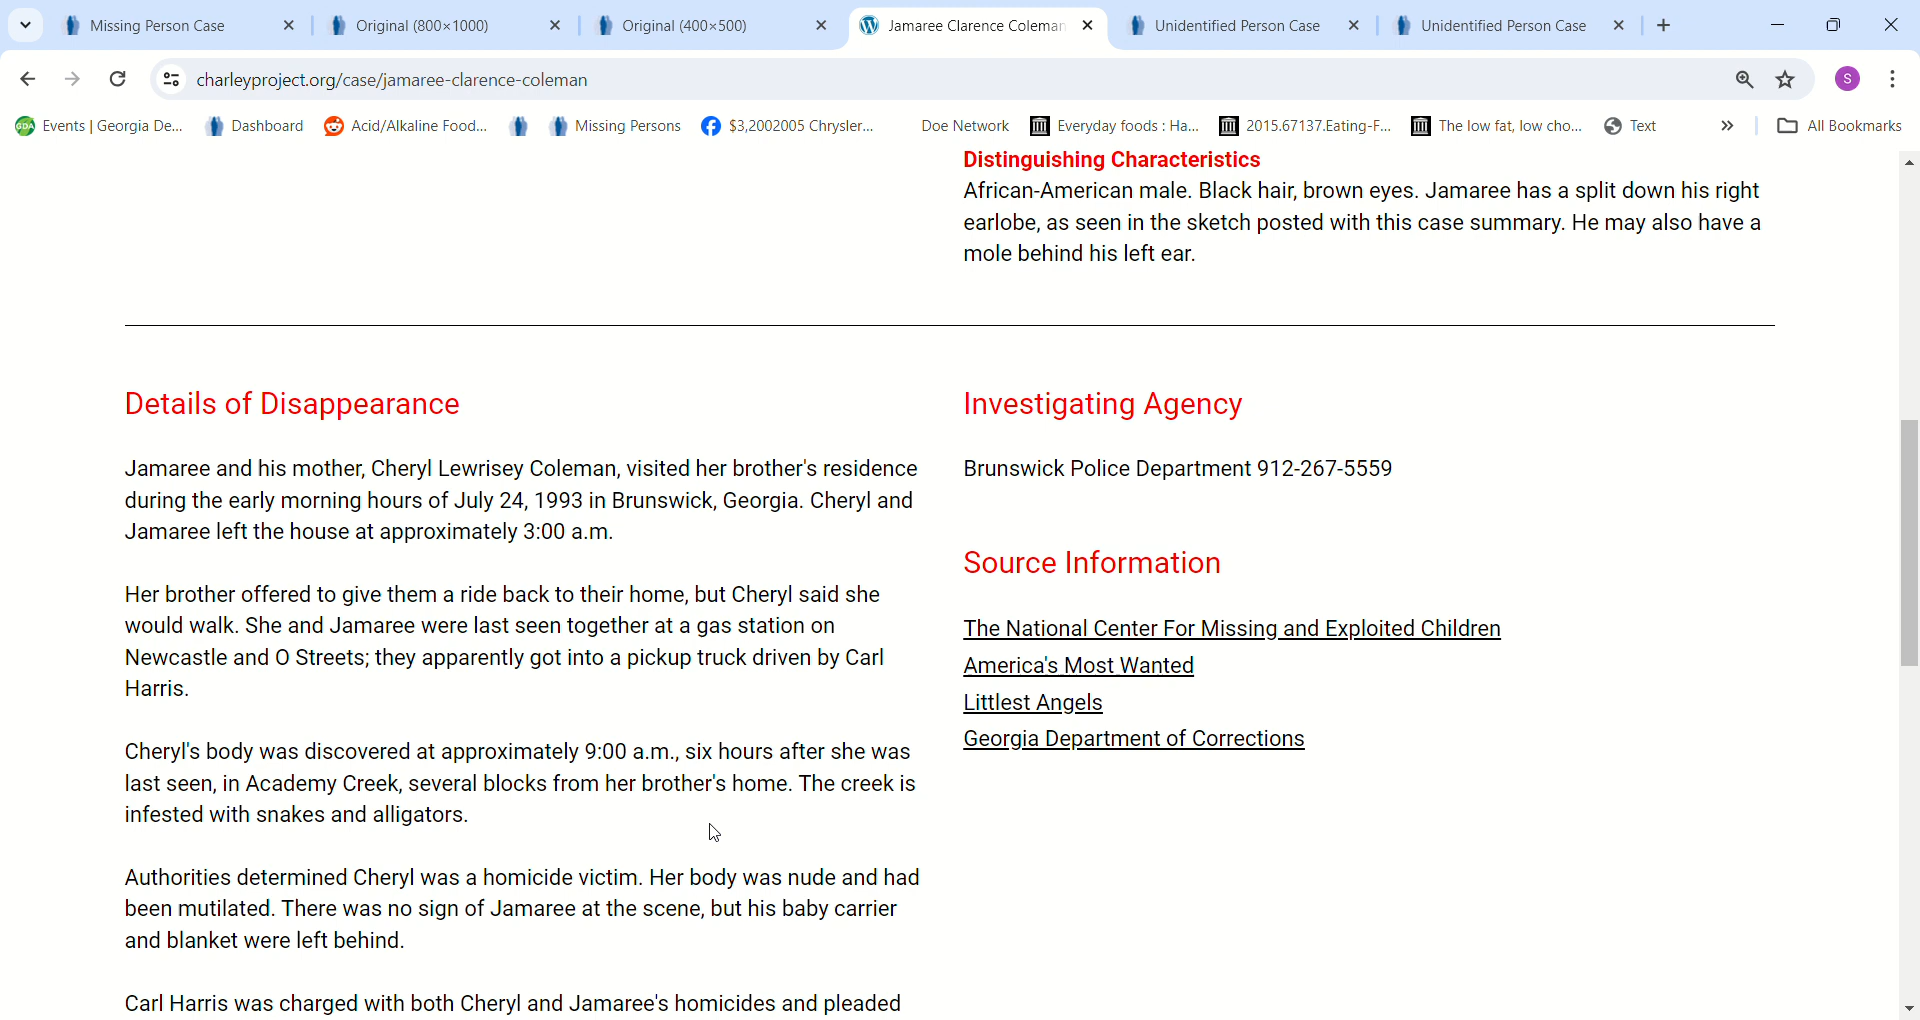 Missing Person Case
Original (800×1000)
Original (400×500)
Jamaree Clarence Coleman
Unidentified Person Case
Unidentified Person Case
charleyproject.org/case/jamaree-clarence-coleman
S
GDA Events | Georgia De...
Dashboard
Acid/Alkaline Food...
Missing Persons
$3,2002005 Chrysler...
Doe Network
Everyday foods : Ha...
2015.67137.Eating-F...
The low fat, low cho...
Text
All Bookmarks
Distinguishing Characteristics
African-American male. Black hair, brown eyes. Jamaree has a split down his right
earlobe, as seen in the sketch posted with this case summary. He may also have a
mole behind his left ear.
Details of Disappearance
Jamaree and his mother, Cheryl Lewrisey Coleman, visited her brother's residence
during the early morning hours of July 24, 1993 in Brunswick, Georgia. Cheryl and
Jamaree left the house at approximately 3:00 a.m.
Her brother offered to give them a ride back to their home, but Cheryl said she
would walk. She and Jamaree were last seen together at a gas station on
Newcastle and O Streets; they apparently got into a pickup truck driven by Carl
Harris.
Cheryl's body was discovered at approximately 9:00 a.m., six hours after she was
last seen, in Academy Creek, several blocks from her brother's home. The creek is
infested with snakes and alligators.
Authorities determined Cheryl was a homicide victim. Her body was nude and had
been mutilated. There was no sign of Jamaree at the scene, but his baby carrier
and blanket were left behind.
Carl Harris was charged with both Cheryl and Jamaree's homicides and pleaded
Investigating Agency
Brunswick Police Department 912-267-5559
Source Information
The National Center For Missing and Exploited Children
America's Most Wanted
Littlest Angels
Georgia Department of Corrections